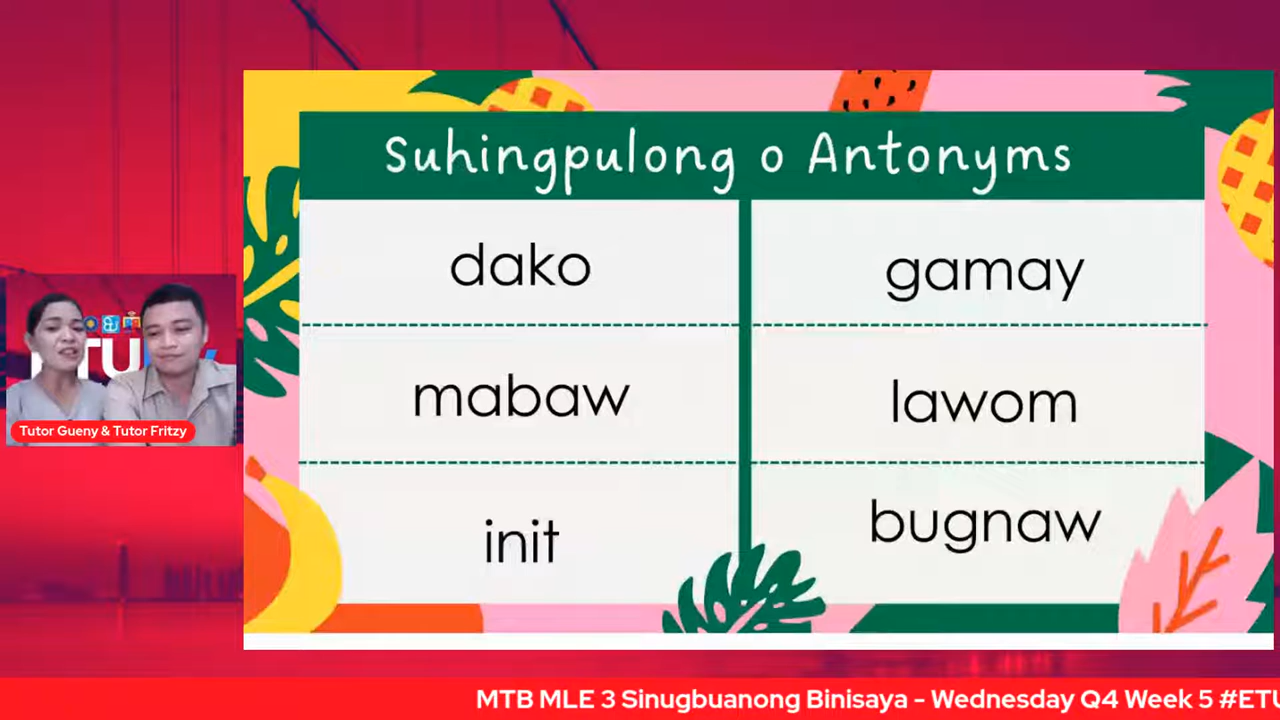 Suhingpulong o Antonyms
dako
gamay
mabaw
lawom
init
bugnaw
Tutor Gueny & Tutor Fritzy
MTB MLE 3 Sinugbuanong Binisaya - Wednesday Q4 Week 5 #ETU